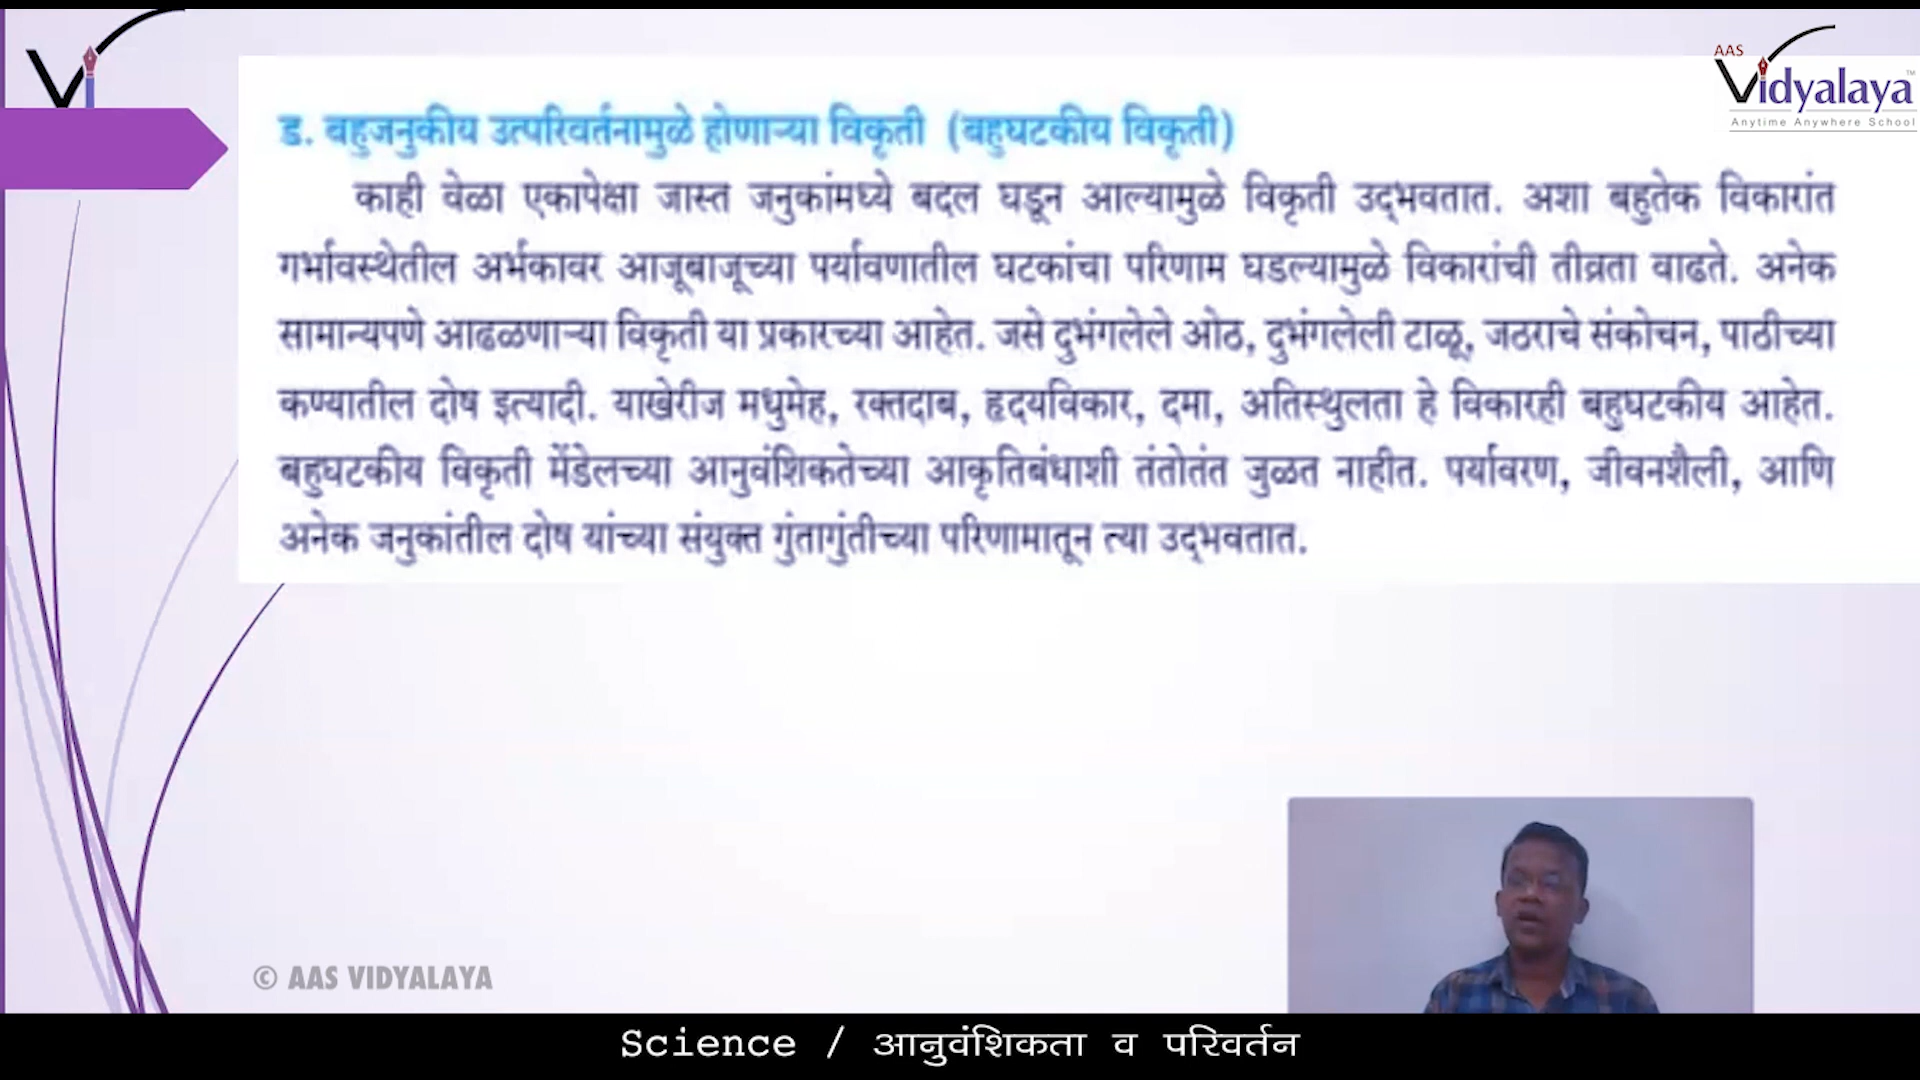 AAS
Vidyalaya™
Anytime Anywhere School
ड. बहुजनुकीय उत्परिवर्तनामुळे होणाऱ्या विकृती (बहुघटकीय विकृती)
काही वेळा एकापेक्षा जास्त जनुकांमध्ये बदल घडून आल्यामुळे विकृती उद्‌भवतात. अशा बहुतेक विकारांत
गर्भावस्थेतील अर्भकावर आजूबाजूच्या पर्यावणातील घटकांचा परिणाम घडल्यामुळे विकारांची तीव्रता वाढते. अनेक
सामान्यपणे आढळणाऱ्या विकृती या प्रकारच्या आहेत. जसे दुभंगलेले ओठ, दुभंगलेली टाळू, जठराचे संकोचन, पाठीच्या
कण्यातील दोष इत्यादी. याखेरीज मधुमेह, रक्तदाब, हृदयविकार, दमा, अतिस्थुलता हे विकारही बहुघटकीय आहेत.
बहुघटकीय विकृती मेंडेलच्या आनुवंशिकतेच्या आकृतिबंधाशी तंतोतंत जुळत नाहीत. पर्यावरण, जीवनशैली, आणि
अनेक जनुकांतील दोष यांच्या संयुक्त गुंतागुंतीच्या परिणामातून त्या उद्‌भवतात.
© AAS VIDYALAYA
Science / आनुवंशिकता व परिवर्तन